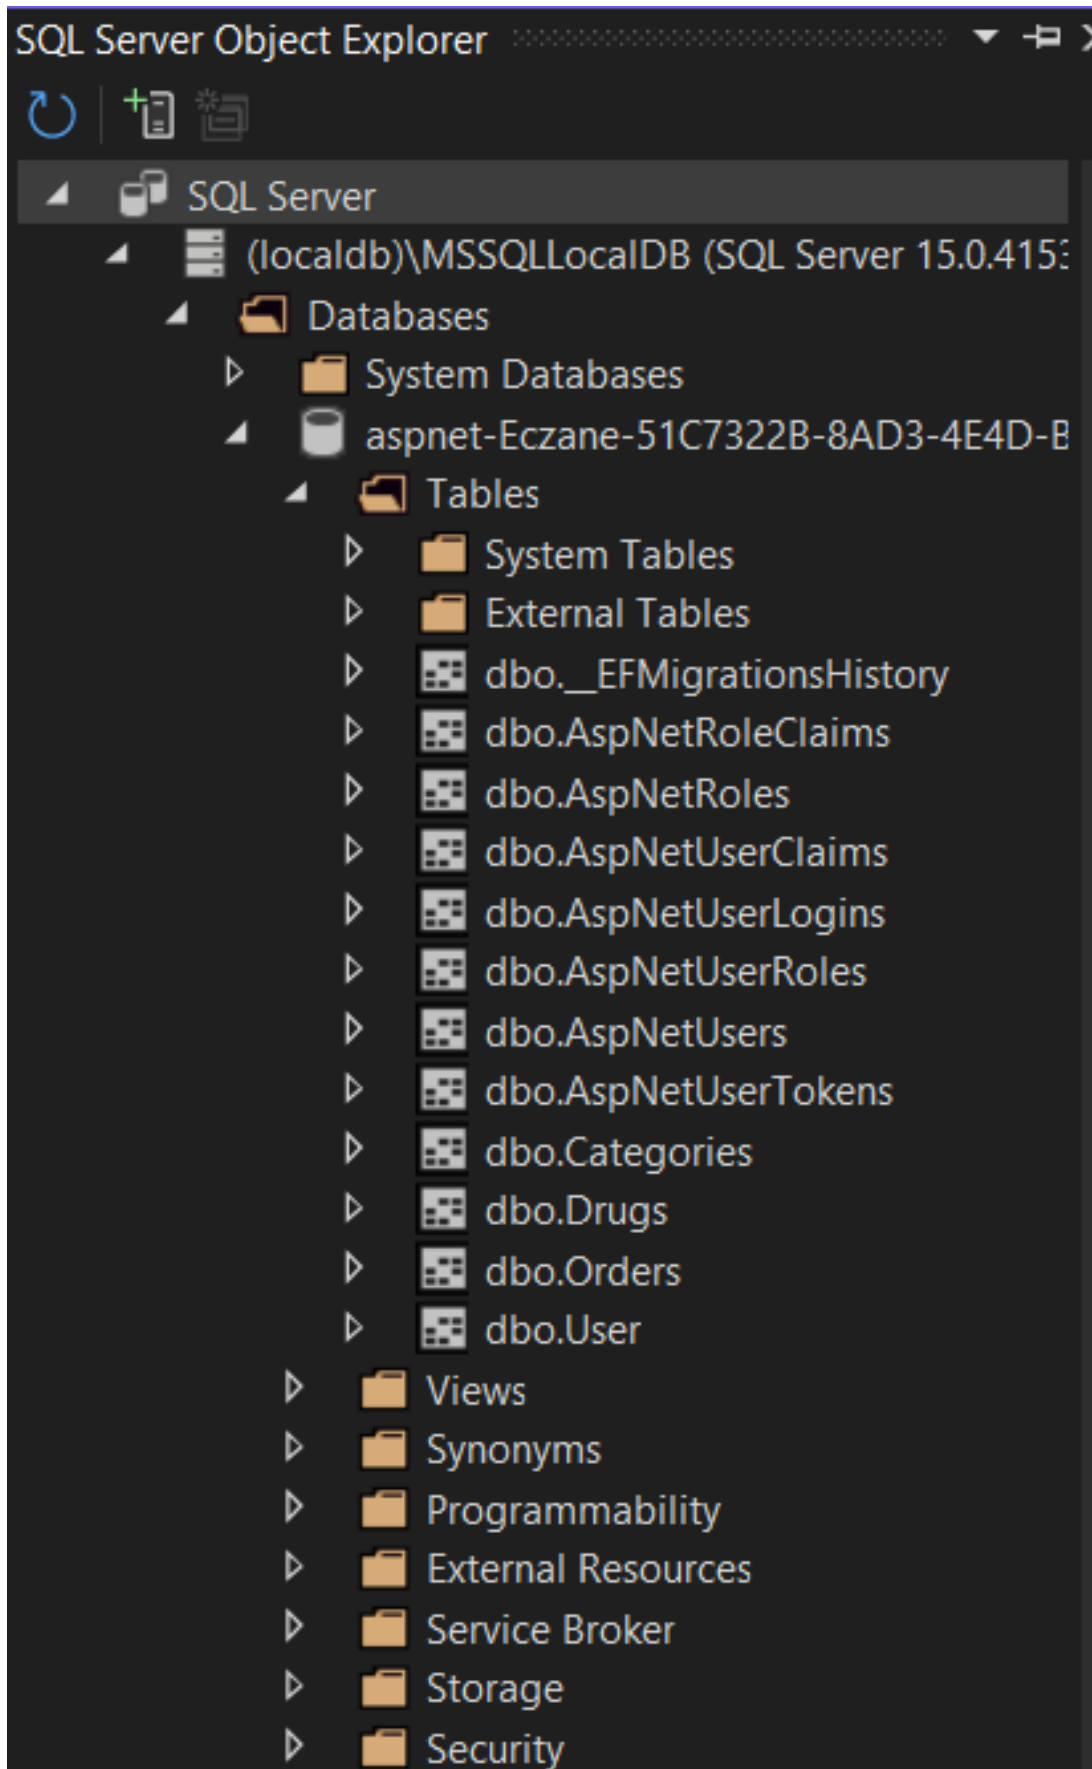 SQL Server Object Explorer
SQL Server
(localdb)\MSSQLLocalDB (SQL Server 15.0.4153
Databases
System Databases
aspnet-Eczane-51C7322B-8AD3-4E4D-B
Tables
System Tables
External Tables
dbo.__EFMigrationsHistory
dbo.AspNetRoleClaims
dbo.AspNetRoles
dbo.AspNetUserClaims
dbo.AspNetUserLogins
dbo.AspNetUserRoles
dbo.AspNetUsers
dbo.AspNetUserTokens
dbo.Categories
dbo.Drugs
dbo.Orders
dbo.User
Views
Synonyms
Programmability
External Resources
Service Broker
Storage
Security